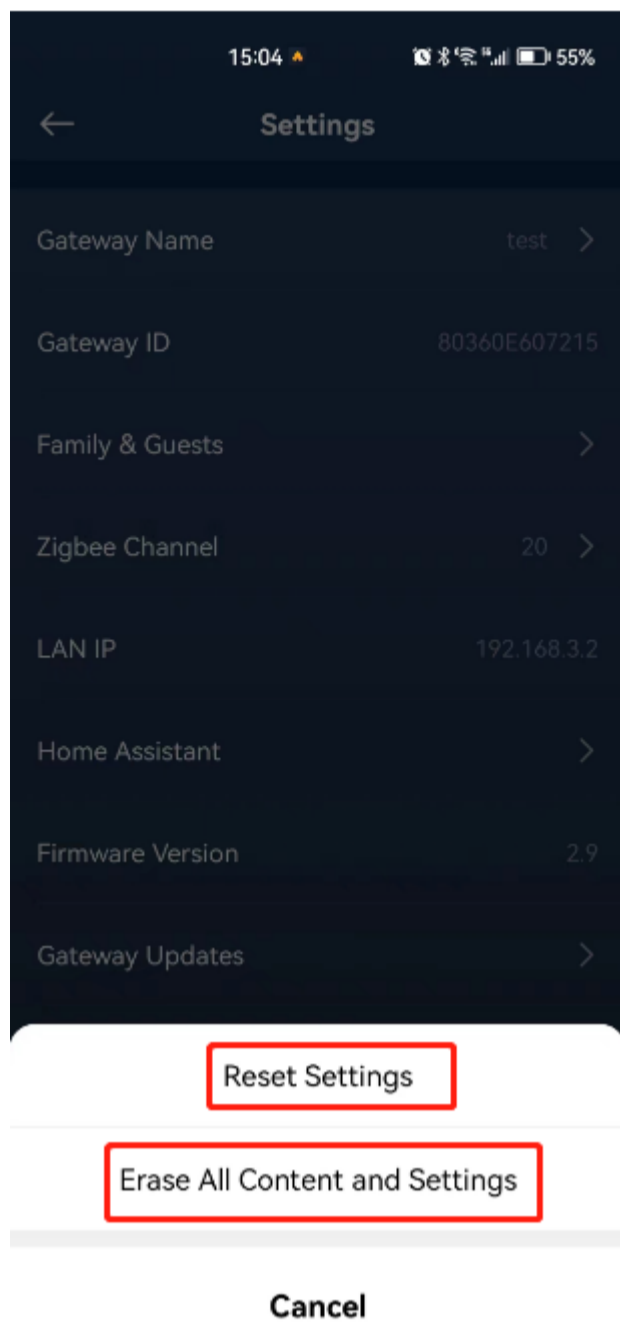 15:04 55%
Settings
Gateway Name test
Gateway ID 80360E607215
Family & Guests
Zigbee Channel 20
LAN IP 192.168.3.2
Home Assistant
Firmware Version 2.9
Gateway Updates
Reset Settings
Erase All Content and Settings
Cancel